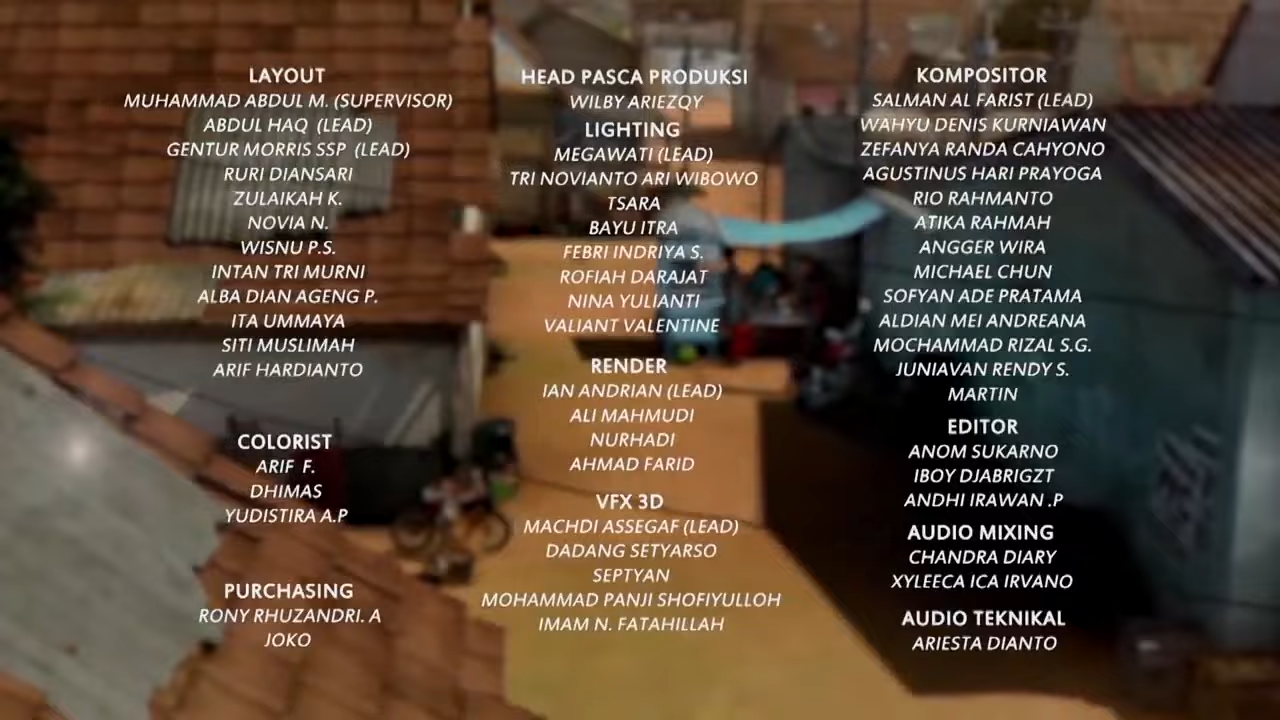 LAYOUT
MUHAMMAD ABDUL M. (SUPERVISOR)
ABDUL HAQ (LEAD)
GENTUR MORRIS SSP (LEAD)
RURI DIANSARI
ZULAIKAH K.
NOVIA N.
WISNU P.S.
INTAN TRI MURNI
ALBA DIAN AGENG P.
ITA UMMAYA
SITI MUSLIMAH
ARIF HARDIANTO
COLORIST
ARIF F.
DHIMAS
YUDISTIRA A.P
PURCHASING
RONY RHUZANDRI. A
JOKO
HEAD PASCA PRODUKSI
WILBY ARIEZQY
LIGHTING
MEGAWATI (LEAD)
TRI NOVIANTO ARI WIBOWO
TSARA
BAYU ITRA
FEBRI INDRIYA S.
ROFIAH DARAJAT
NINA YULIANTI
VALIANT VALENTINE
RENDER
IAN ANDRIAN (LEAD)
ALI MAHMUDI
NURHADI
AHMAD FARID
VFX 3D
MACHDI ASSEGAF (LEAD)
DADANG SETYARSO
SEPTYAN
MOHAMMAD PANJI SHOFIYULLOH
IMAM N. FATAHILLAH
KOMPOSITOR
SALMAN AL FARIST (LEAD)
WAHYU DENIS KURNIAWAN
ZEFANYA RANDA CAHYONO
AGUSTINUS HARI PRAYOGA
RIO RAHMANTO
ATIKA RAHMAH
ANGGER WIRA
MICHAEL CHUN
SOFYAN ADE PRATAMA
ALDIAN MEI ANDREANA
MOCHAMMAD RIZAL S.G.
JUNIAVAN RENDY S.
MARTIN
EDITOR
ANOM SUKARNO
IBOY DJABRIGZT
ANDHI IRAWAN .P
AUDIO MIXING
CHANDRA DIARY
XYLEECA ICA IRVANO
AUDIO TEKNIKAL
ARIESTA DIANTO